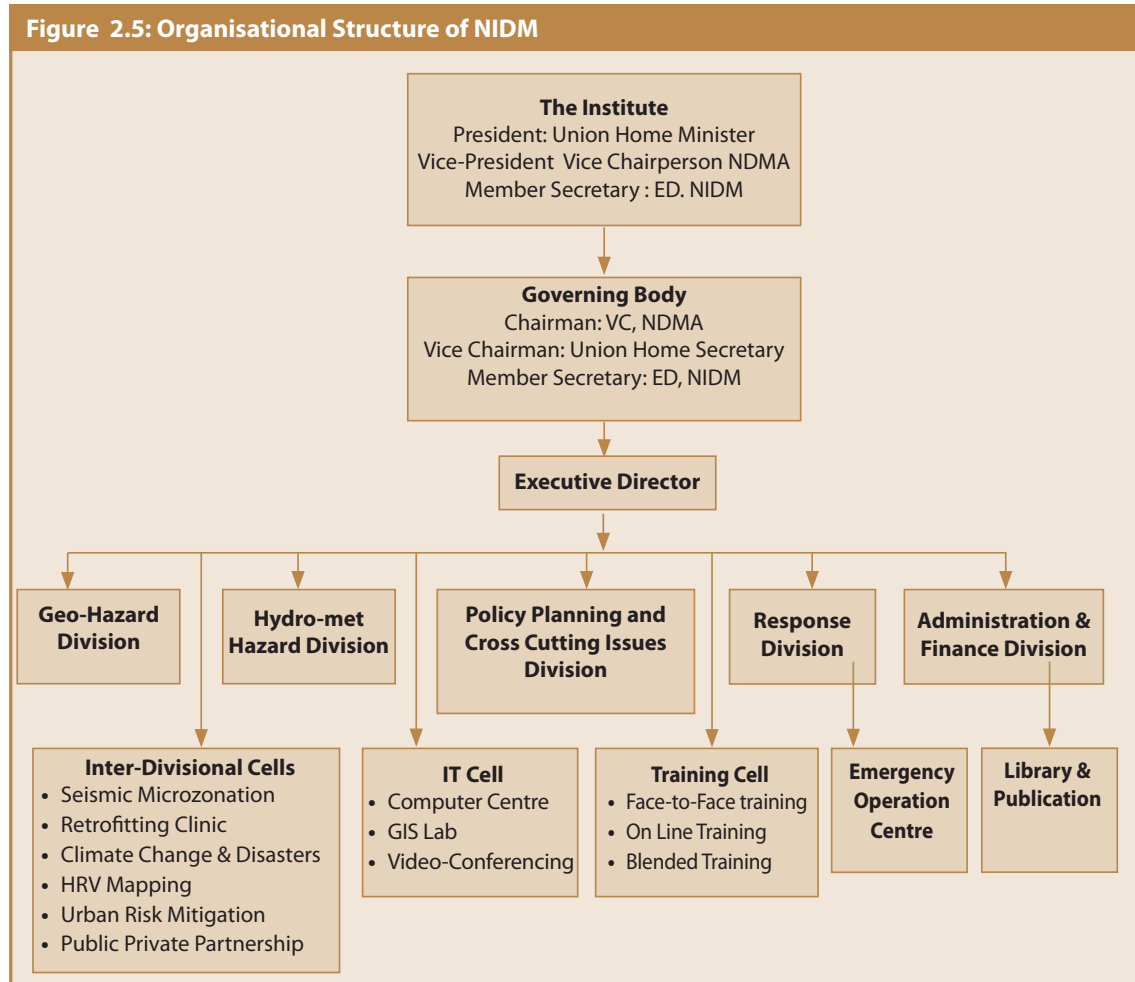 Figure 2.5: Organisational Structure of NIDM
The Institute
President: Union Home Minister
Vice-President Vice Chairperson NDMA
Member Secretary : ED. NIDM
Governing Body
Chairman: VC, NDMA
Vice Chairman: Union Home Secretary
Member Secretary: ED, NIDM
Executive Director
Geo-Hazard
Division
Hydro-met
Hazard Division
Policy Planning and
Cross Cutting Issues
Division
Response
Division
Administration &
Finance Division
Inter-Divisional Cells
• Seismic Microzonation
• Retrofitting Clinic
• Climate Change & Disasters
• HRV Mapping
• Urban Risk Mitigation
• Public Private Partnership
IT Cell
• Computer Centre
• GIS Lab
• Video-Conferencing
Training Cell
• Face-to-Face training
• On Line Training
• Blended Training
Emergency
Operation
Centre
Library &
Publication